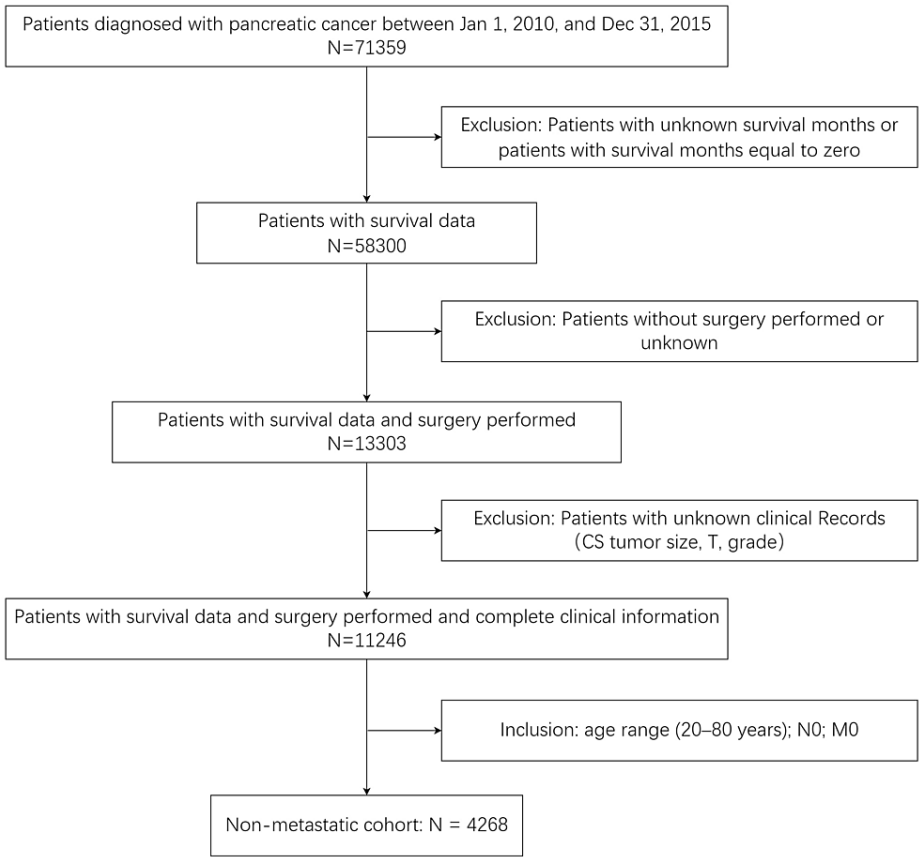 Patients diagnosed with pancreatic cancer between Jan 1, 2010, and Dec 31, 2015
N=71359
Exclusion: Patients with unknown survival months or
patients with survival months equal to zero
Patients with survival data
N=58300
Exclusion: Patients without surgery performed or
unknown
Patients with survival data and surgery performed
N=13303
Exclusion: Patients with unknown clinical Records
（CS tumor size, T, grade）
Patients with survival data and surgery performed and complete clinical information
N=11246
Inclusion: age range (20–80 years); N0; M0
Non-metastatic cohort: N = 4268